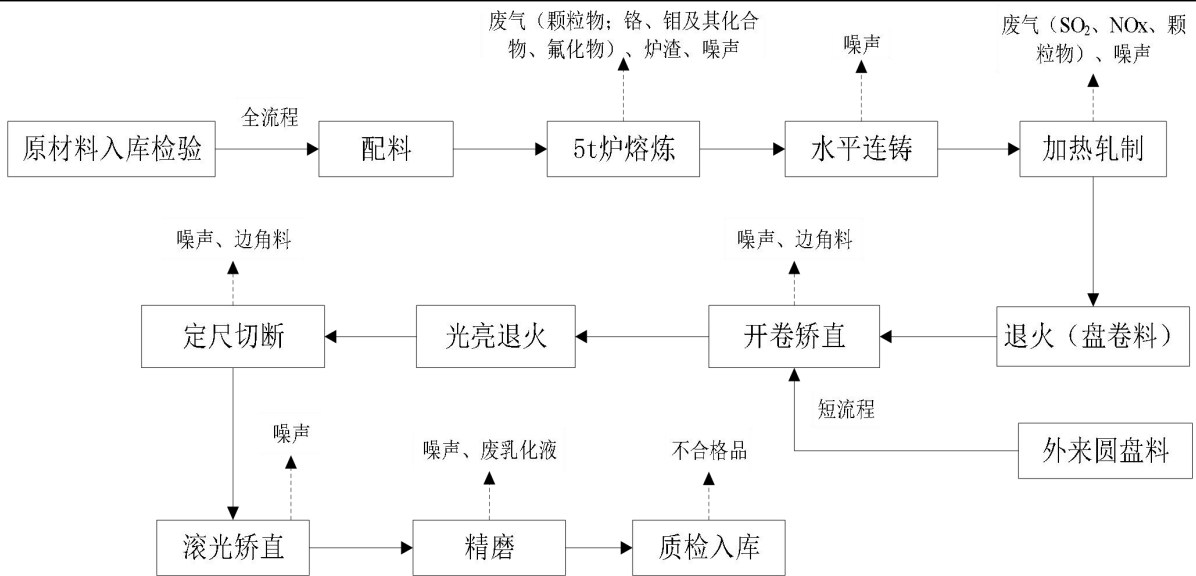 废气（颗粒物；铬、钼及其化合
物、氟化物）、炉渣、噪声
噪声
废气（SO₂、NOx、颗
粒物）、噪声
原材料入库检验
全流程
配料
5t炉熔炼
水平连铸
加热轧制
噪声、边角料
噪声、边角料
定尺切断
光亮退火
开卷矫直
退火（盘卷料）
短流程
外来圆盘料
噪声
噪声、废乳化液
不合格品
滚光矫直
精磨
质检入库